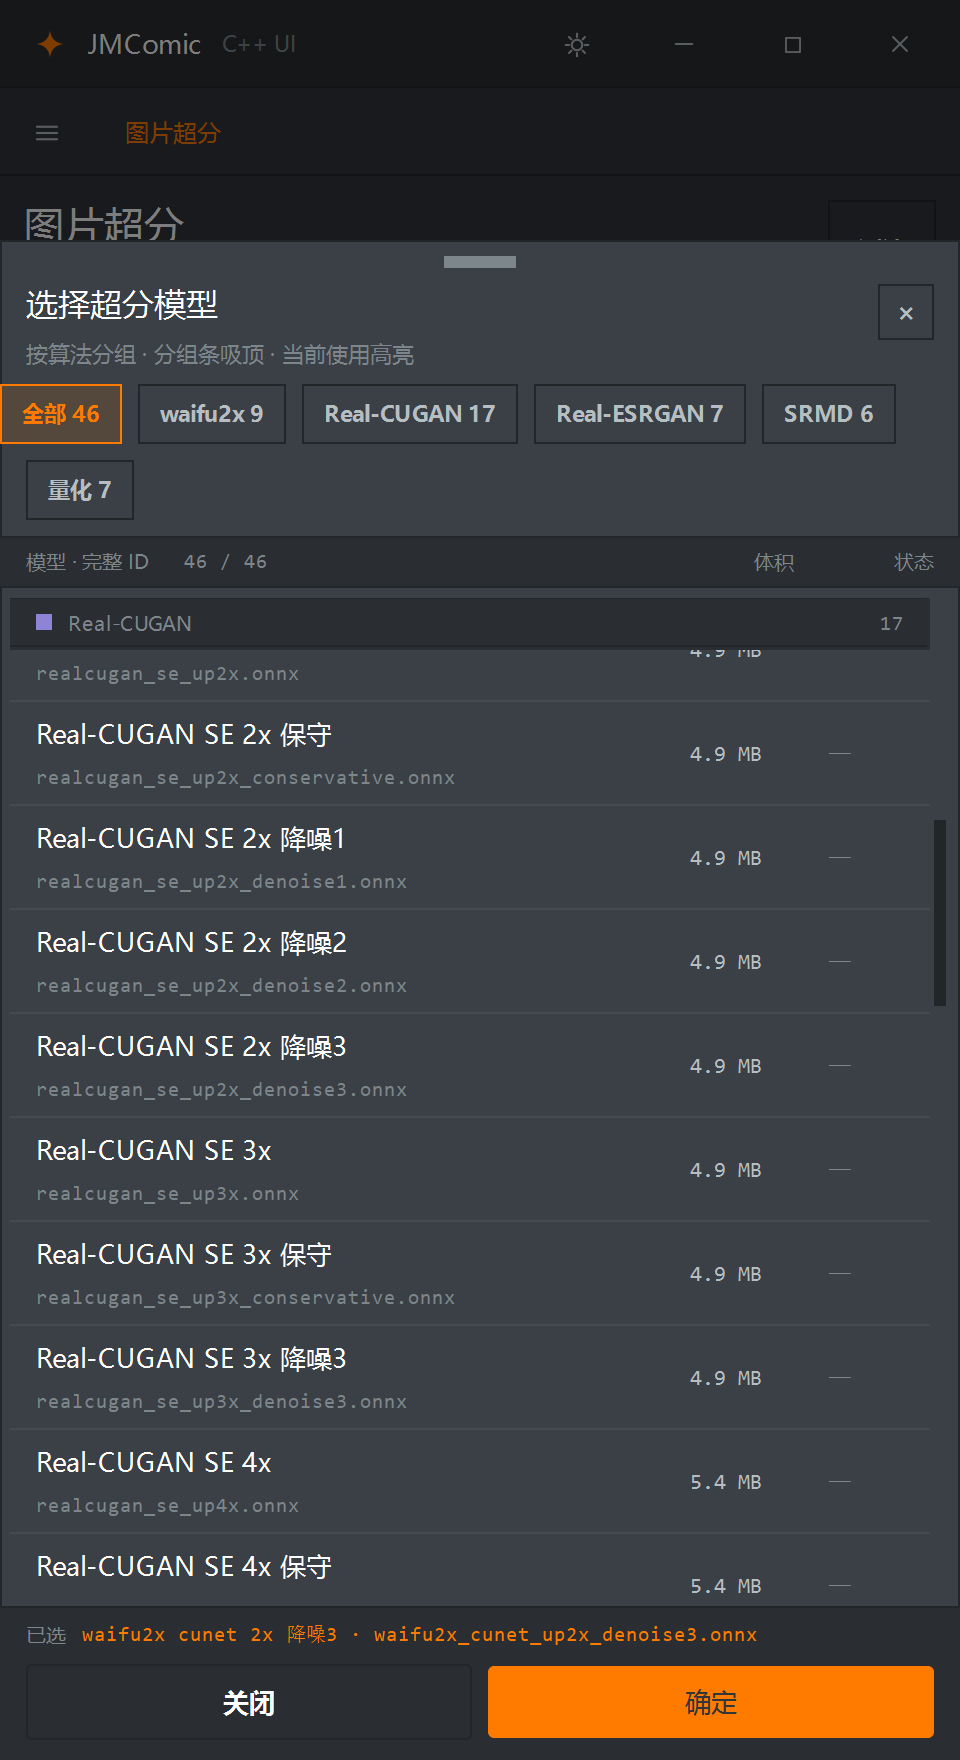 JMComic C++ UI
图片超分
图片超分
选择超分模型
×
按算法分组 · 分组条吸顶 · 当前使用高亮
全部 46 waifu2x 9 Real-CUGAN 17 Real-ESRGAN 7 SRMD 6
量化 7
模型 · 完整 ID 46 / 46 体积 状态
Real-CUGAN 17
4.9 MB
realcugan_se_up2x.onnx
Real-CUGAN SE 2x 保守
4.9 MB —
realcugan_se_up2x_conservative.onnx
Real-CUGAN SE 2x 降噪1
4.9 MB —
realcugan_se_up2x_denoise1.onnx
Real-CUGAN SE 2x 降噪2
4.9 MB —
realcugan_se_up2x_denoise2.onnx
Real-CUGAN SE 2x 降噪3
4.9 MB —
realcugan_se_up2x_denoise3.onnx
Real-CUGAN SE 3x
4.9 MB —
realcugan_se_up3x.onnx
Real-CUGAN SE 3x 保守
4.9 MB —
realcugan_se_up3x_conservative.onnx
Real-CUGAN SE 3x 降噪3
4.9 MB —
realcugan_se_up3x_denoise3.onnx
Real-CUGAN SE 4x
5.4 MB —
realcugan_se_up4x.onnx
Real-CUGAN SE 4x 保守
5.4 MB —
已选 waifu2x cunet 2x 降噪3 · waifu2x_cunet_up2x_denoise3.onnx
关闭 确定